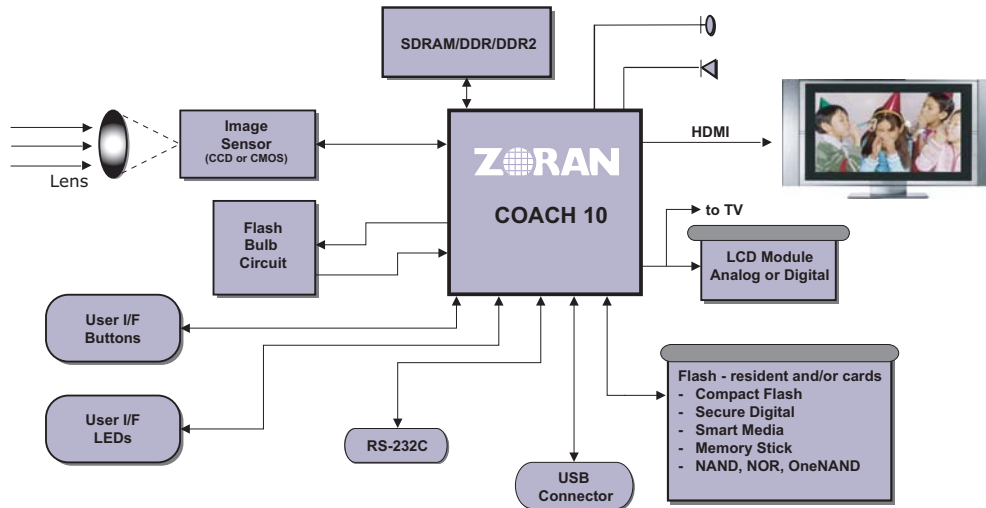 SDRAM/DDR/DDR2
Image
Sensor
(CCD or CMOS)
Lens
ZORAN
COACH 10
HDMI
to TV
LCD Module
Analog or Digital
Flash
Bulb
Circuit
User I/F
Buttons
User I/F
LEDs
RS-232C
USB
Connector
Flash - resident and/or cards
- Compact Flash
- Secure Digital
- Smart Media
- Memory Stick
- NAND, NOR, OneNAND